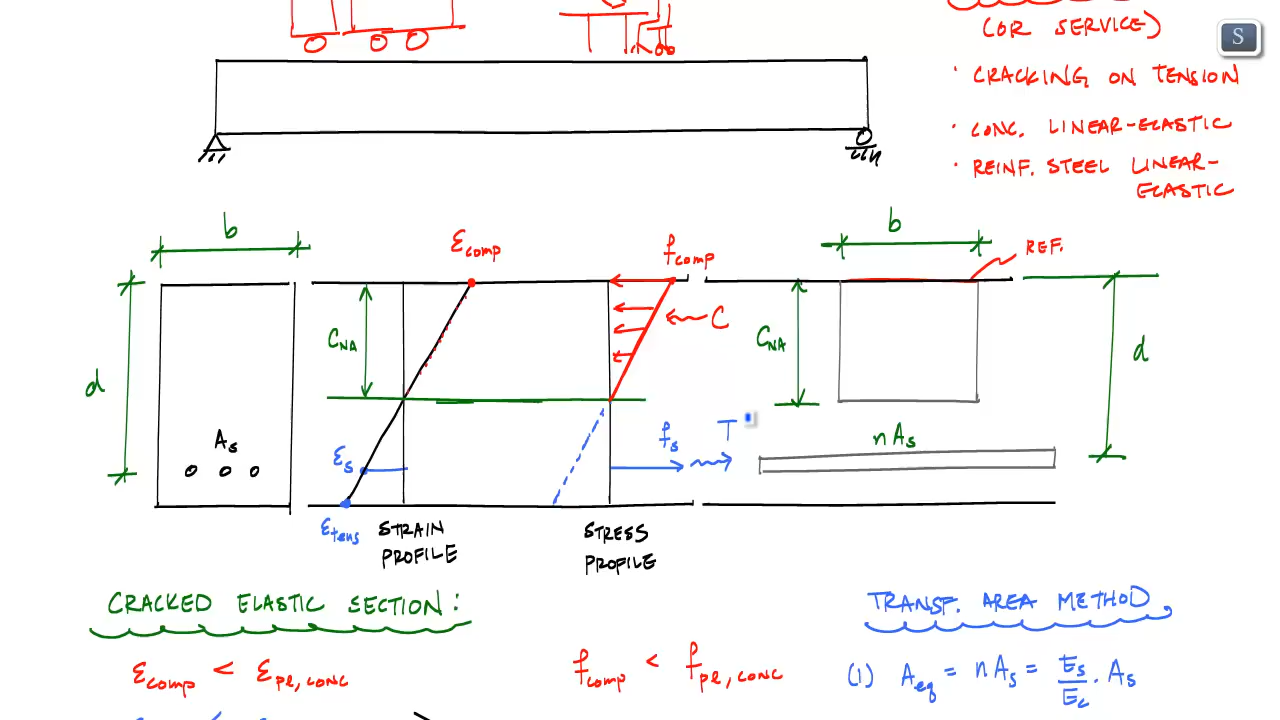 (OR SERVICE)
S
· CRACKING ON TENSION
· CONC. LINEAR-ELASTIC
· REINF. STEEL LINEAR-
ELASTIC
b
εcomp
fcomp
b
REF.
CNA
C
CNA
d
d
As
εs
fs
T
nAs
εtens
STRAIN
PROFILE
STRESS
PROFILE
CRACKED ELASTIC SECTION:
TRANSF. AREA METHOD
εcomp < εpl,conc
fcomp < fpl,conc
(1) Aeq = nAs = Es/Ec · As